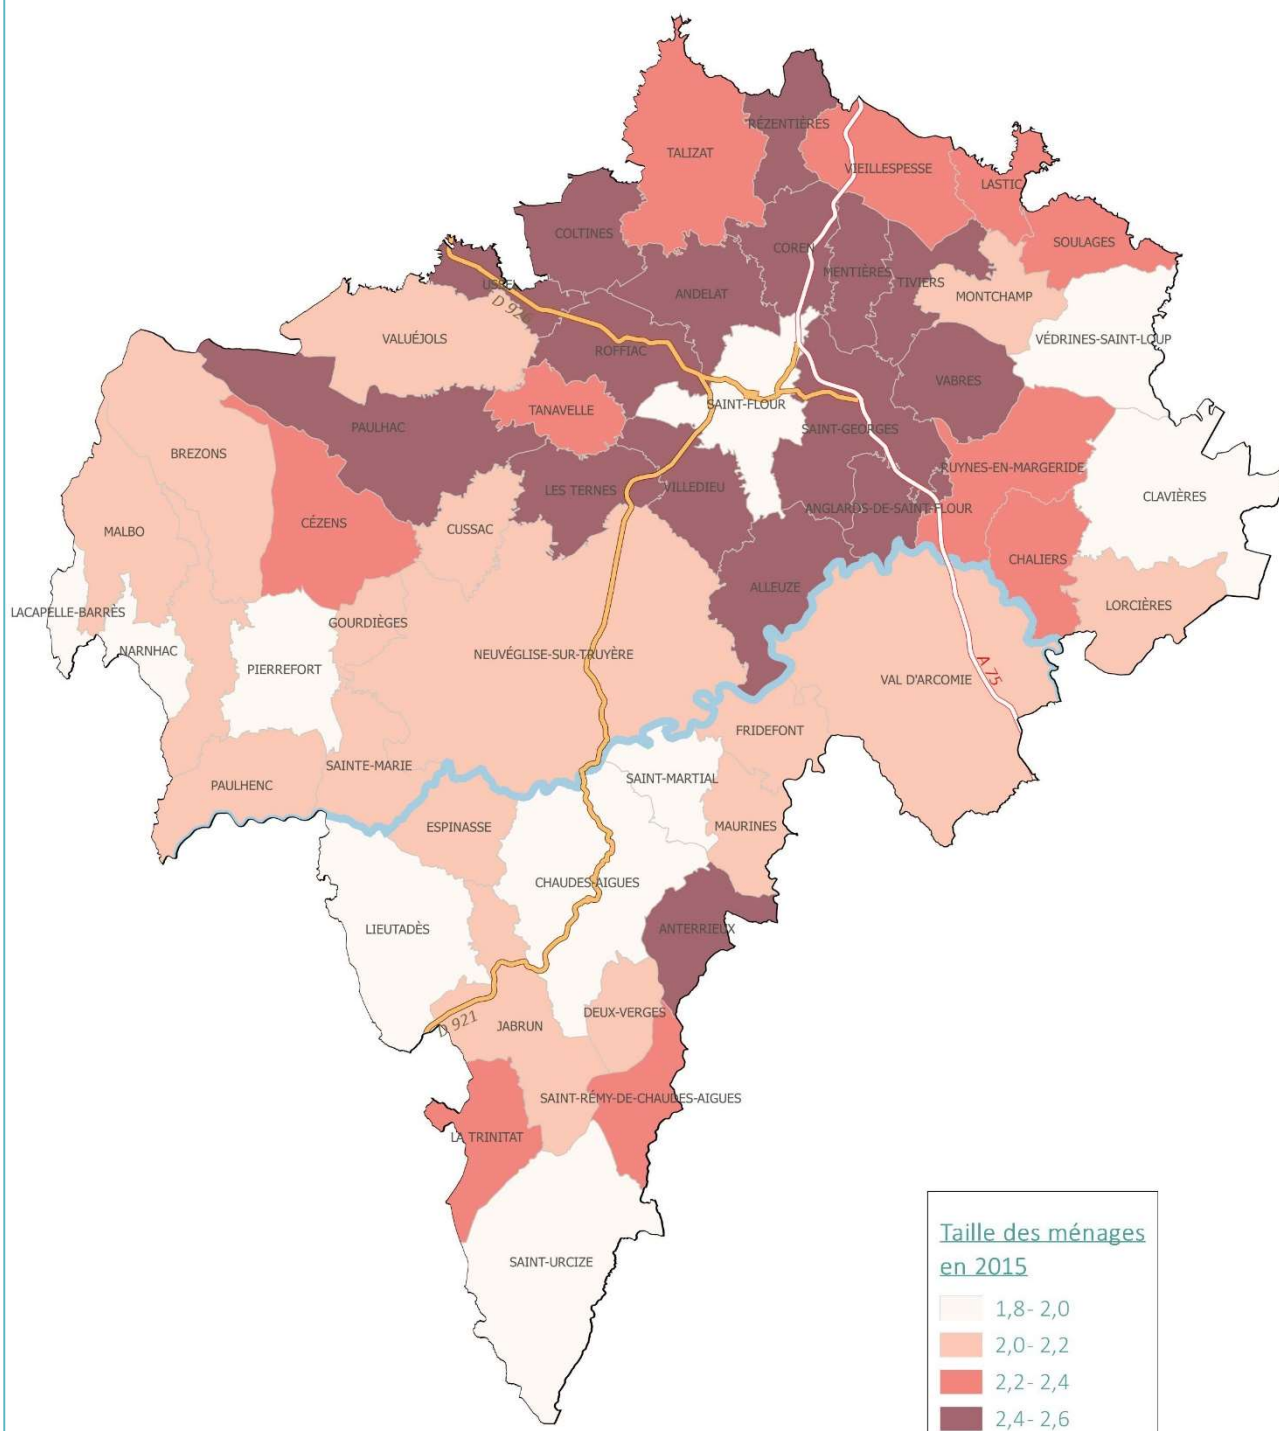 RÉZENTIÈRES
TALIZAT
VIEILLESPESSE
LASTIC
COLTINES
SOULAGES
COREN
MENTIÈRES
TIVIERS
USSEL
ANDELAT
MONTCHAMP
D 926
VALUÉJOLS
VÉDRINES-SAINT-LOUP
ROFFIAC
VABRES
TANAVELLE
SAINT-FLOUR
PAULHAC
SAINT-GEORGES
BREZONS
RUYNES-EN-MARGERIDE
LES TERNES
VILLEDIEU
CLAVIÈRES
ANGLARDS-DE-SAINT-FLOUR
CÉZENS
CUSSAC
MALBO
CHALIERS
ALLEUZE
LORCIÈRES
LACAPELLE-BARRÈS
GOURDIÈGES
NARNHAC
NEUVÉGLISE-SUR-TRUYÈRE
PIERREFORT
VAL D'ARCOMIE
A 75
FRIDEFONT
SAINTE-MARIE
SAINT-MARTIAL
PAULHENC
ESPINASSE
MAURINES
CHAUDES-AIGUES
LIEUTADÈS
ANTERRIEUX
DEUX-VERGES
D 921
JABRUN
SAINT-RÉMY-DE-CHAUDES-AIGUES
LA TRINITAT
SAINT-URCIZE
Taille des ménages
en 2015
1,8- 2,0
2,0- 2,2
2,2- 2,4
2,4- 2,6